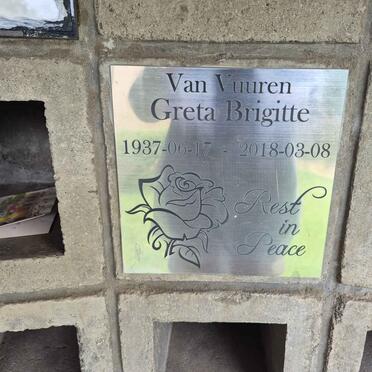 Van Vuuren
Greta Brigitte
1937-06-17 - 2018-03-08
Rest
in
Peace